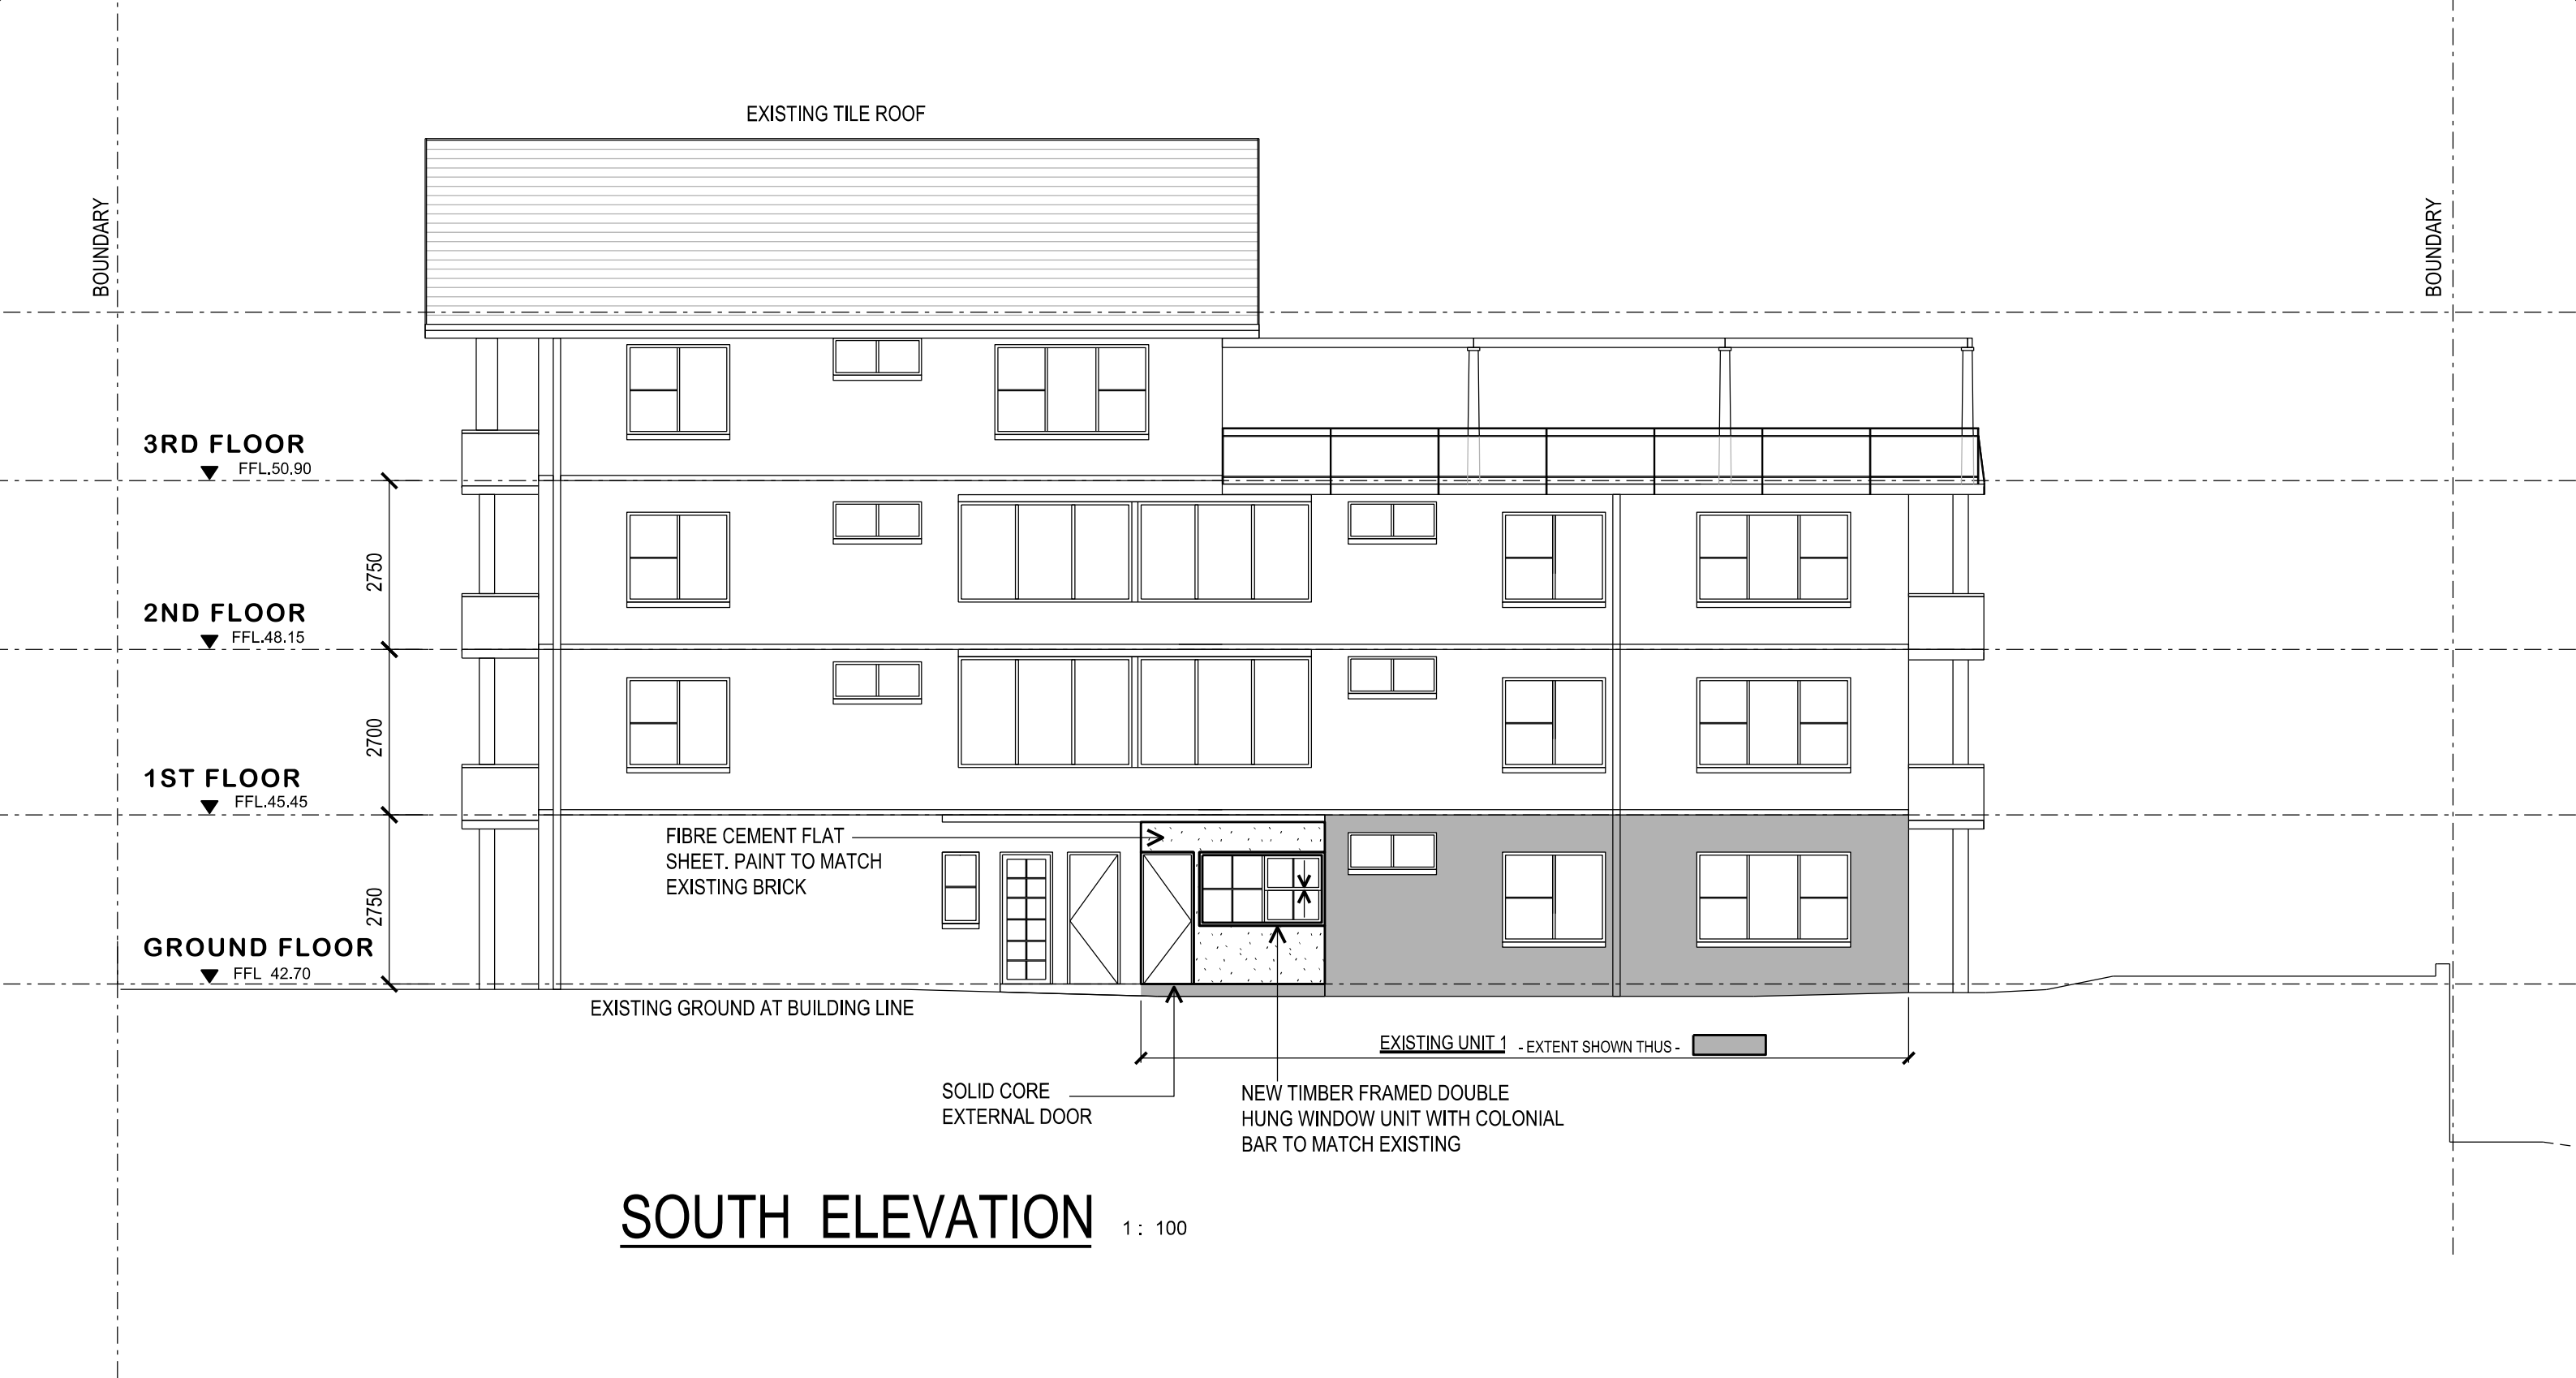 EXISTING TILE ROOF
BOUNDARY
BOUNDARY
3RD FLOOR
FFL.50.90
2750
2ND FLOOR
FFL.48.15
2700
1ST FLOOR
FFL.45.45
FIBRE CEMENT FLAT
SHEET. PAINT TO MATCH
EXISTING BRICK
2750
GROUND FLOOR
FFL 42.70
EXISTING GROUND AT BUILDING LINE
EXISTING UNIT 1 - EXTENT SHOWN THUS -
SOLID CORE
EXTERNAL DOOR
NEW TIMBER FRAMED DOUBLE
HUNG WINDOW UNIT WITH COLONIAL
BAR TO MATCH EXISTING
SOUTH ELEVATION 1 : 100